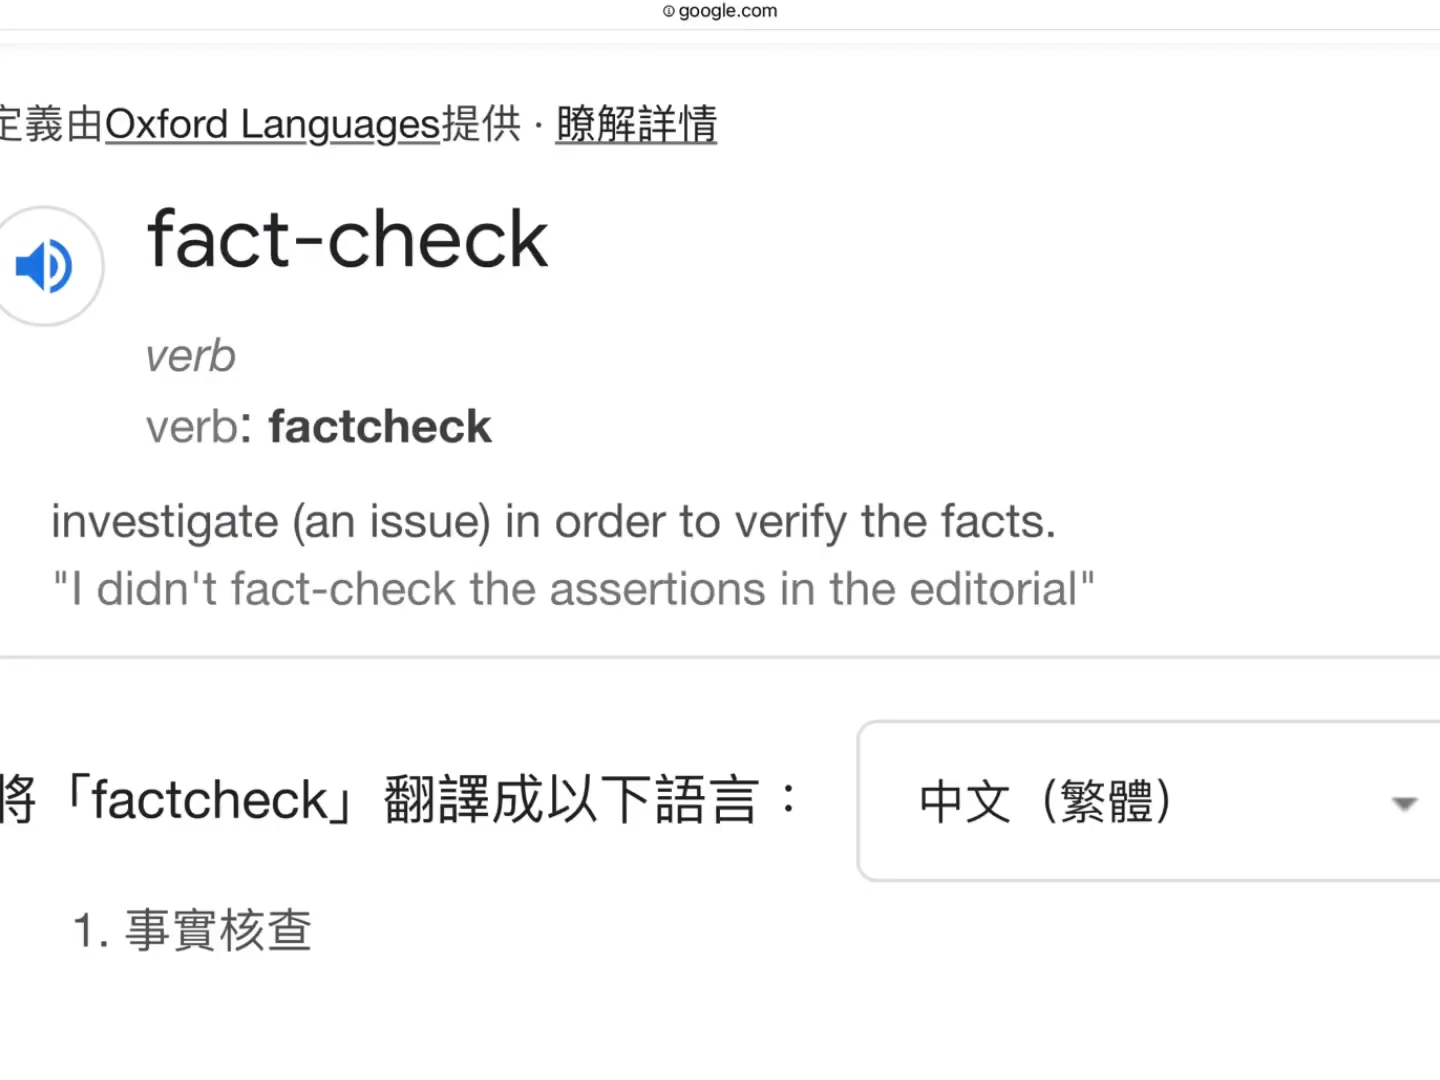 google.com
定義由Oxford Languages提供 · 瞭解詳情
fact-check
verb
verb: factcheck
investigate (an issue) in order to verify the facts.
"I didn't fact-check the assertions in the editorial"
將「factcheck」翻譯成以下語言：
中文（繁體）
1. 事實核查